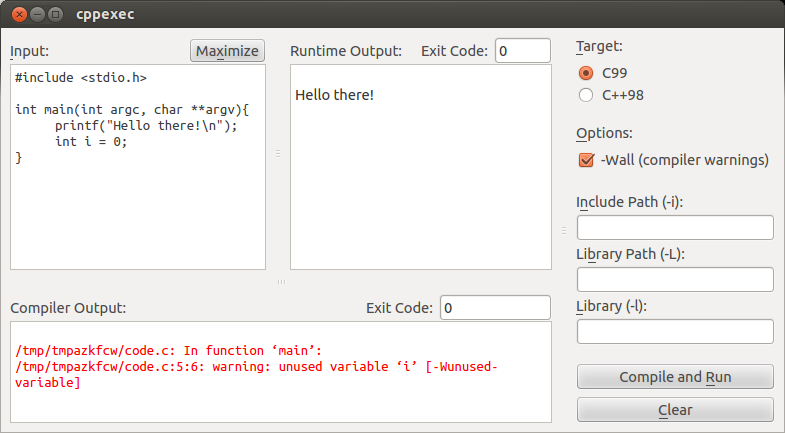 cppexec
Input:
Maximize
#include <stdio.h>
int main(int argc, char **argv){
printf("Hello there!\n");
int i = 0;
}
Runtime Output:
Exit Code: 0
Hello there!
Compiler Output:
Exit Code: 0
/tmp/tmpazkfcw/code.c: In function ‘main’:
/tmp/tmpazkfcw/code.c:5:6: warning: unused variable ‘i’ [-Wunused-
variable]
Target:
C99
C++98
Options:
-Wall (compiler warnings)
Include Path (-i):
Library Path (-L):
Library (-l):
Compile and Run
Clear